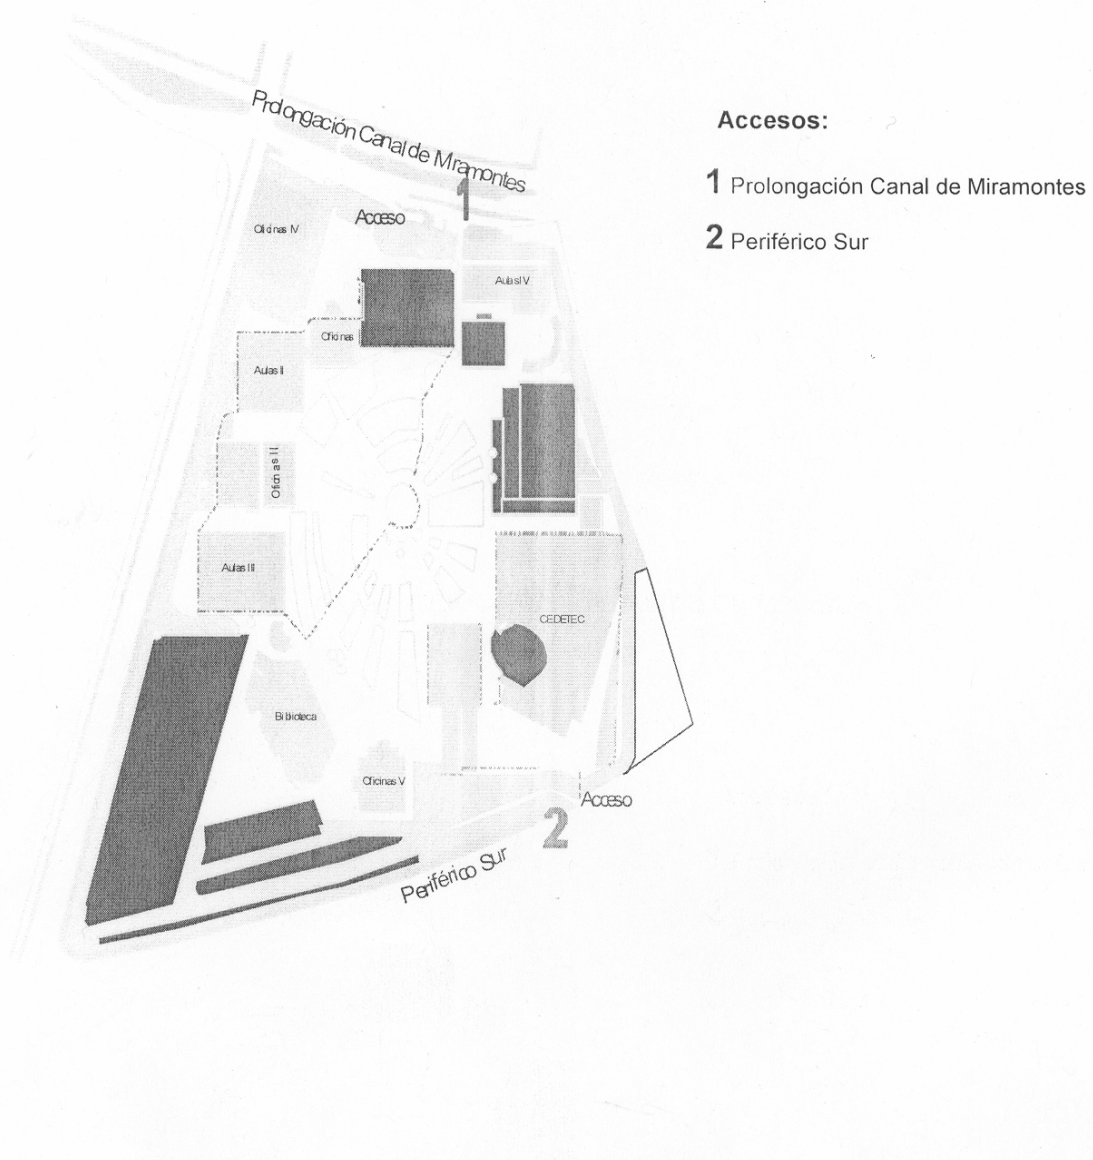 Prolongación Canal de Miramontes
1
Acceso
Oficinas IV
Aulas IV
Oficinas
Aulas II
Oficinas II
Aulas III
CEDETEC
Biblioteca
Oficinas V
Acceso
2
Periférico Sur
Accesos:
1 Prolongación Canal de Miramontes
2 Periférico Sur